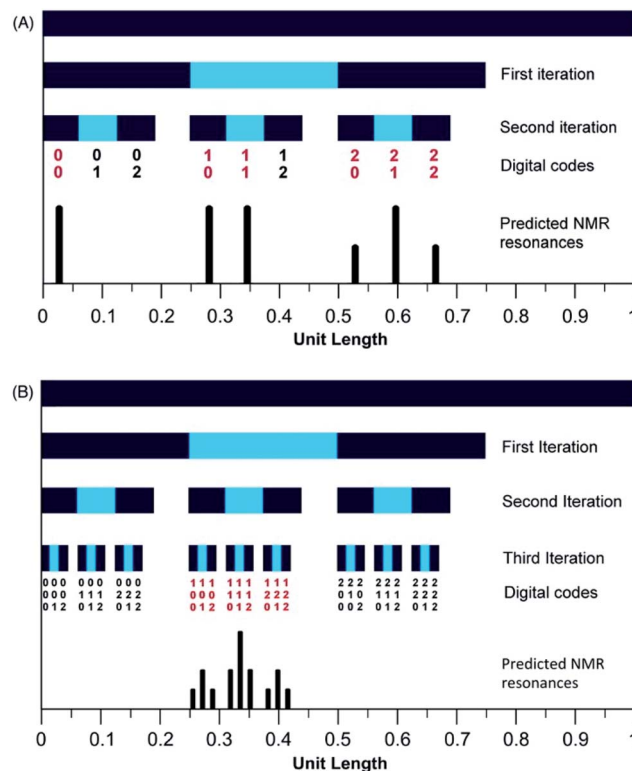 (A)
First iteration
Second iteration
0 0 0 1 1 1 2 2 2
0 1 2 0 1 2 0 1 2
Digital codes
Predicted NMR
resonances
0 0.1 0.2 0.3 0.4 0.5 0.6 0.7 0.8 0.9 1
Unit Length
(B)
First Iteration
Second Iteration
Third Iteration
000 000 000 111 111 111 222 222 222
000 111 222 000 111 222 010 111 222
012 012 012 012 012 012 002 012 012
Digital codes
Predicted NMR
resonances
0 0.1 0.2 0.3 0.4 0.5 0.6 0.7 0.8 0.9 1
Unit Length